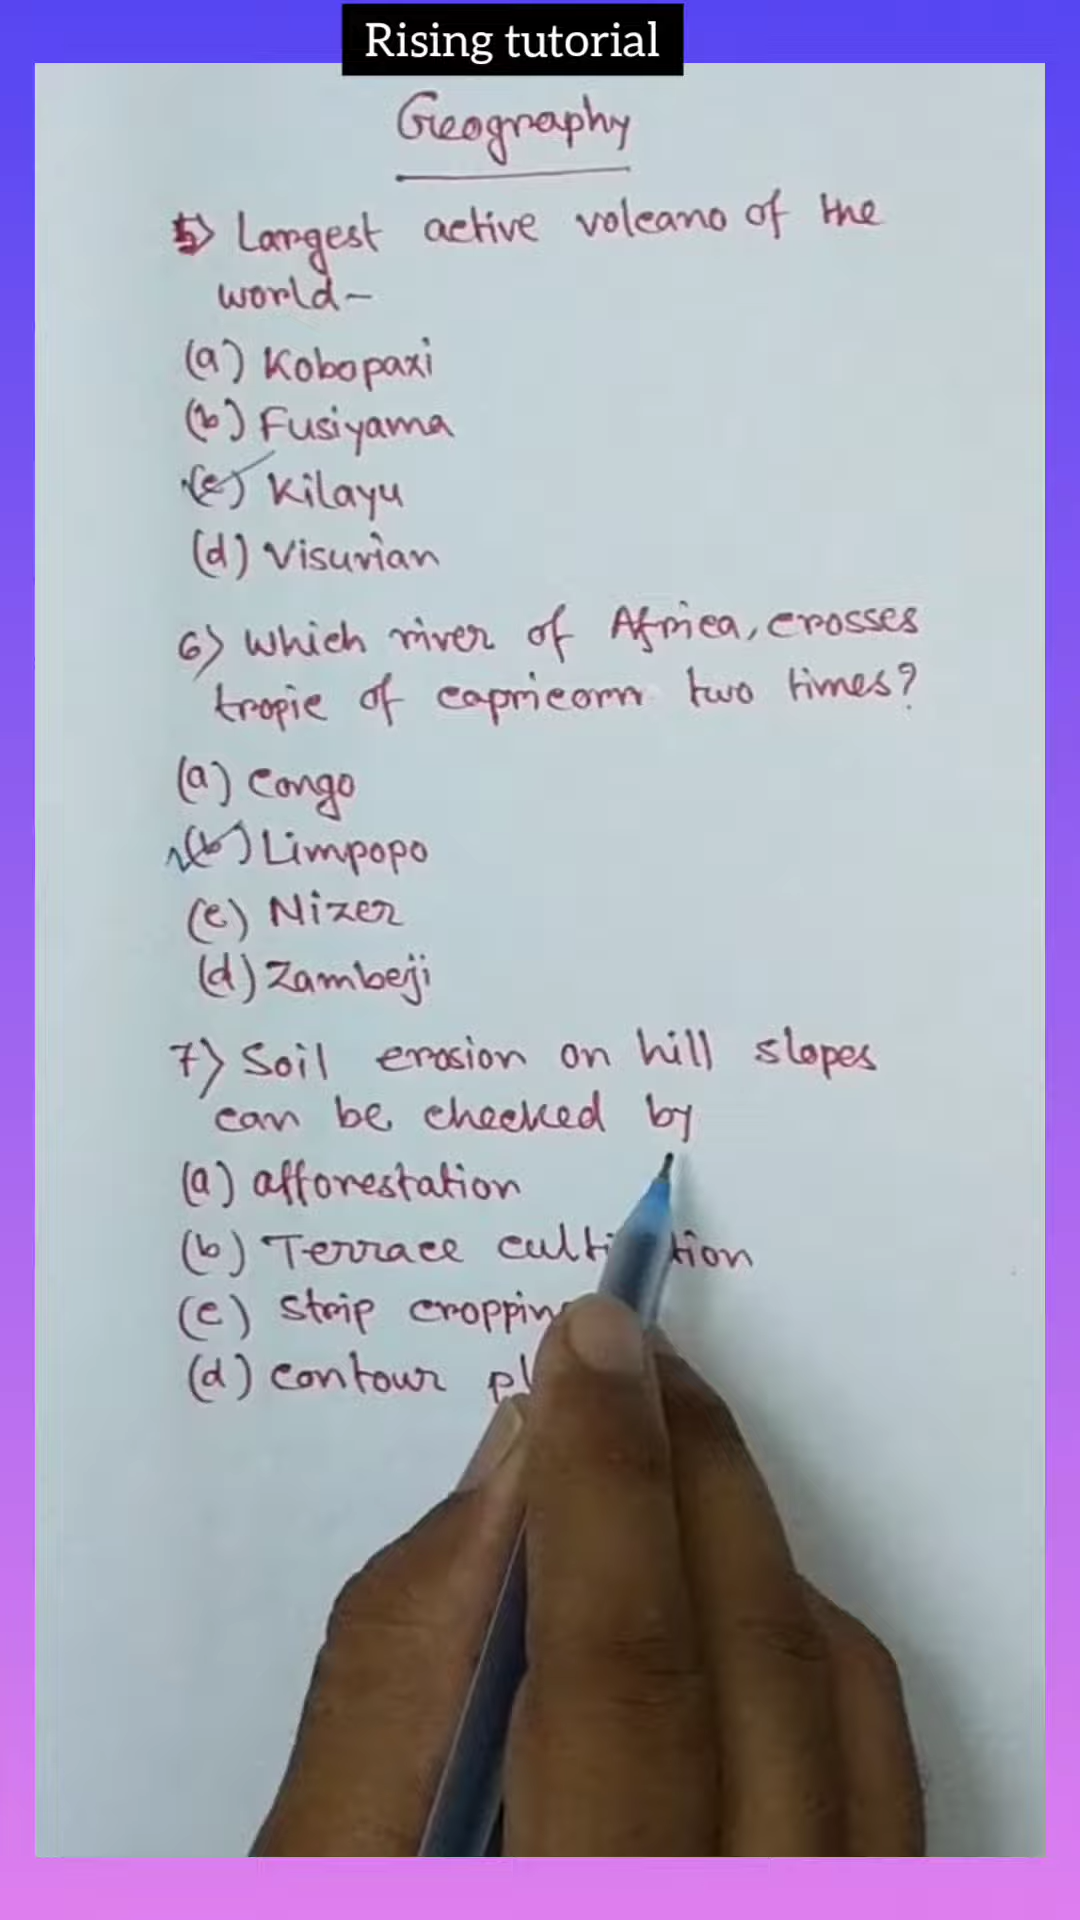 Rising tutorial
Geography
5) Largest active volcano of the
world-
(a) Kobopaxi
(b) Fusiyama
(c) Kilayu
(d) Visuvian
6) Which river of Africa, crosses
tropic of capricorn two times?
(a) Congo
(b) Limpopo
(c) Nizer
(d) Zambeji
7) Soil erosion on hill slopes
can be checked by
(a) afforestation
(b) Terrace
(c) strip
(d) contour